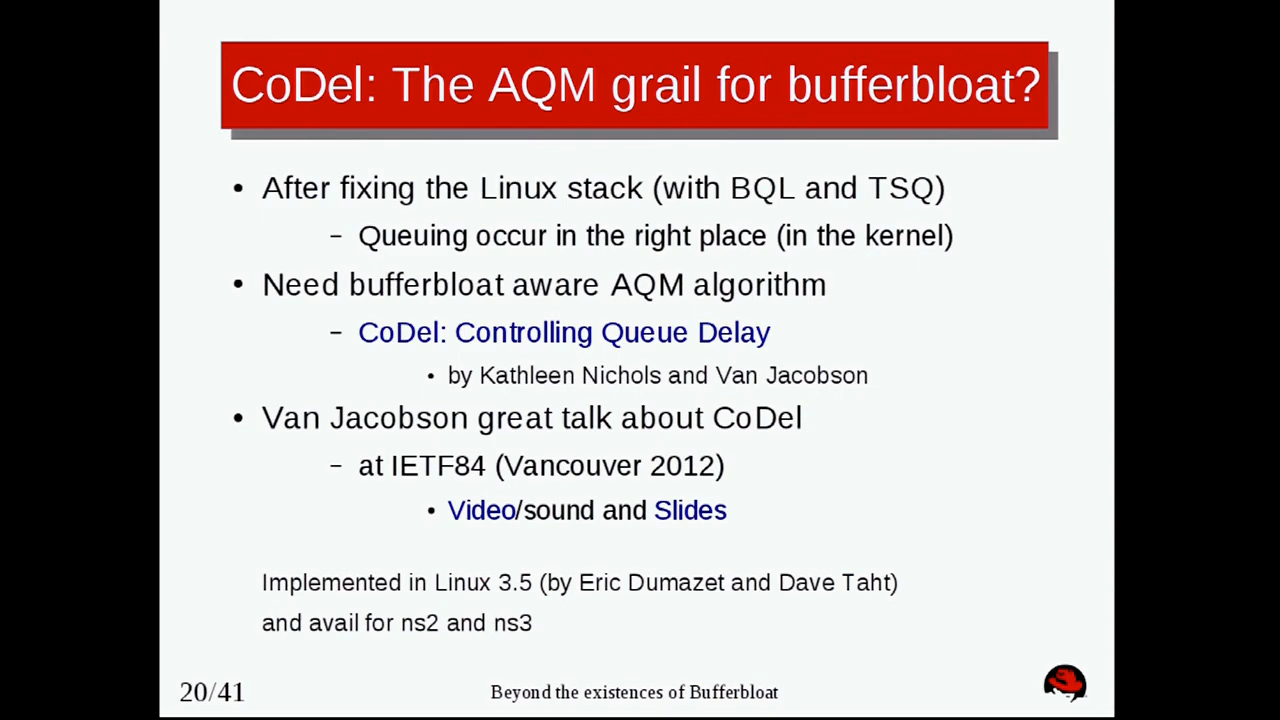 CoDel: The AQM grail for bufferbloat?
• After fixing the Linux stack (with BQL and TSQ)
– Queuing occur in the right place (in the kernel)
• Need bufferbloat aware AQM algorithm
– CoDel: Controlling Queue Delay
• by Kathleen Nichols and Van Jacobson
• Van Jacobson great talk about CoDel
– at IETF84 (Vancouver 2012)
• Video/sound and Slides
Implemented in Linux 3.5 (by Eric Dumazet and Dave Taht)
and avail for ns2 and ns3
20/41 Beyond the existences of Bufferbloat